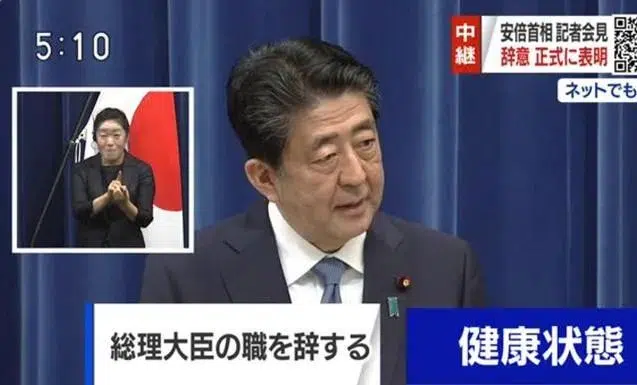 5:10
中継
安倍首相 記者会見
辞意 正式に表明
ネットでも
総理大臣の職を辞する
健康状態